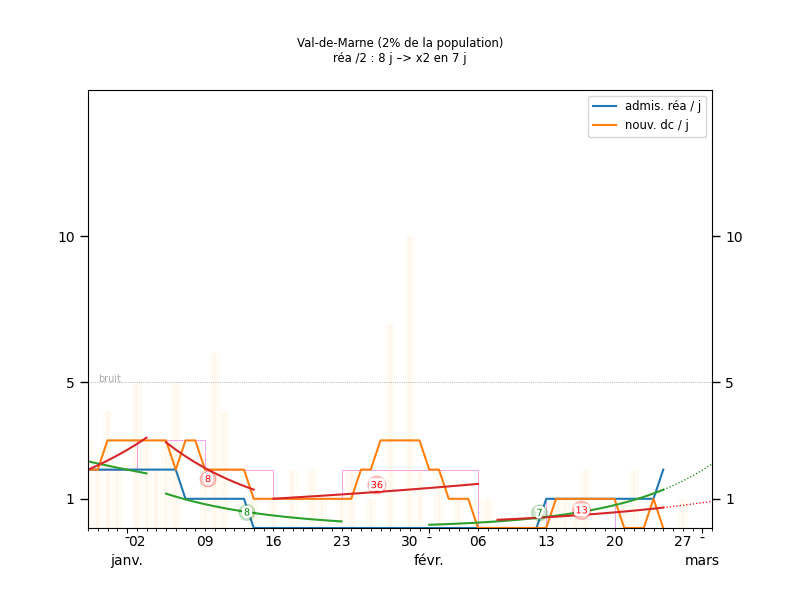 Val-de-Marne (2% de la population)
réa /2 : 8 j –> x2 en 7 j
admis. réa / j
nouv. dc / j
10
10
bruit
5
5
8
36
1
8
7
13
1
02
09
16
23
30
06
13
20
27
janv.
févr.
mars